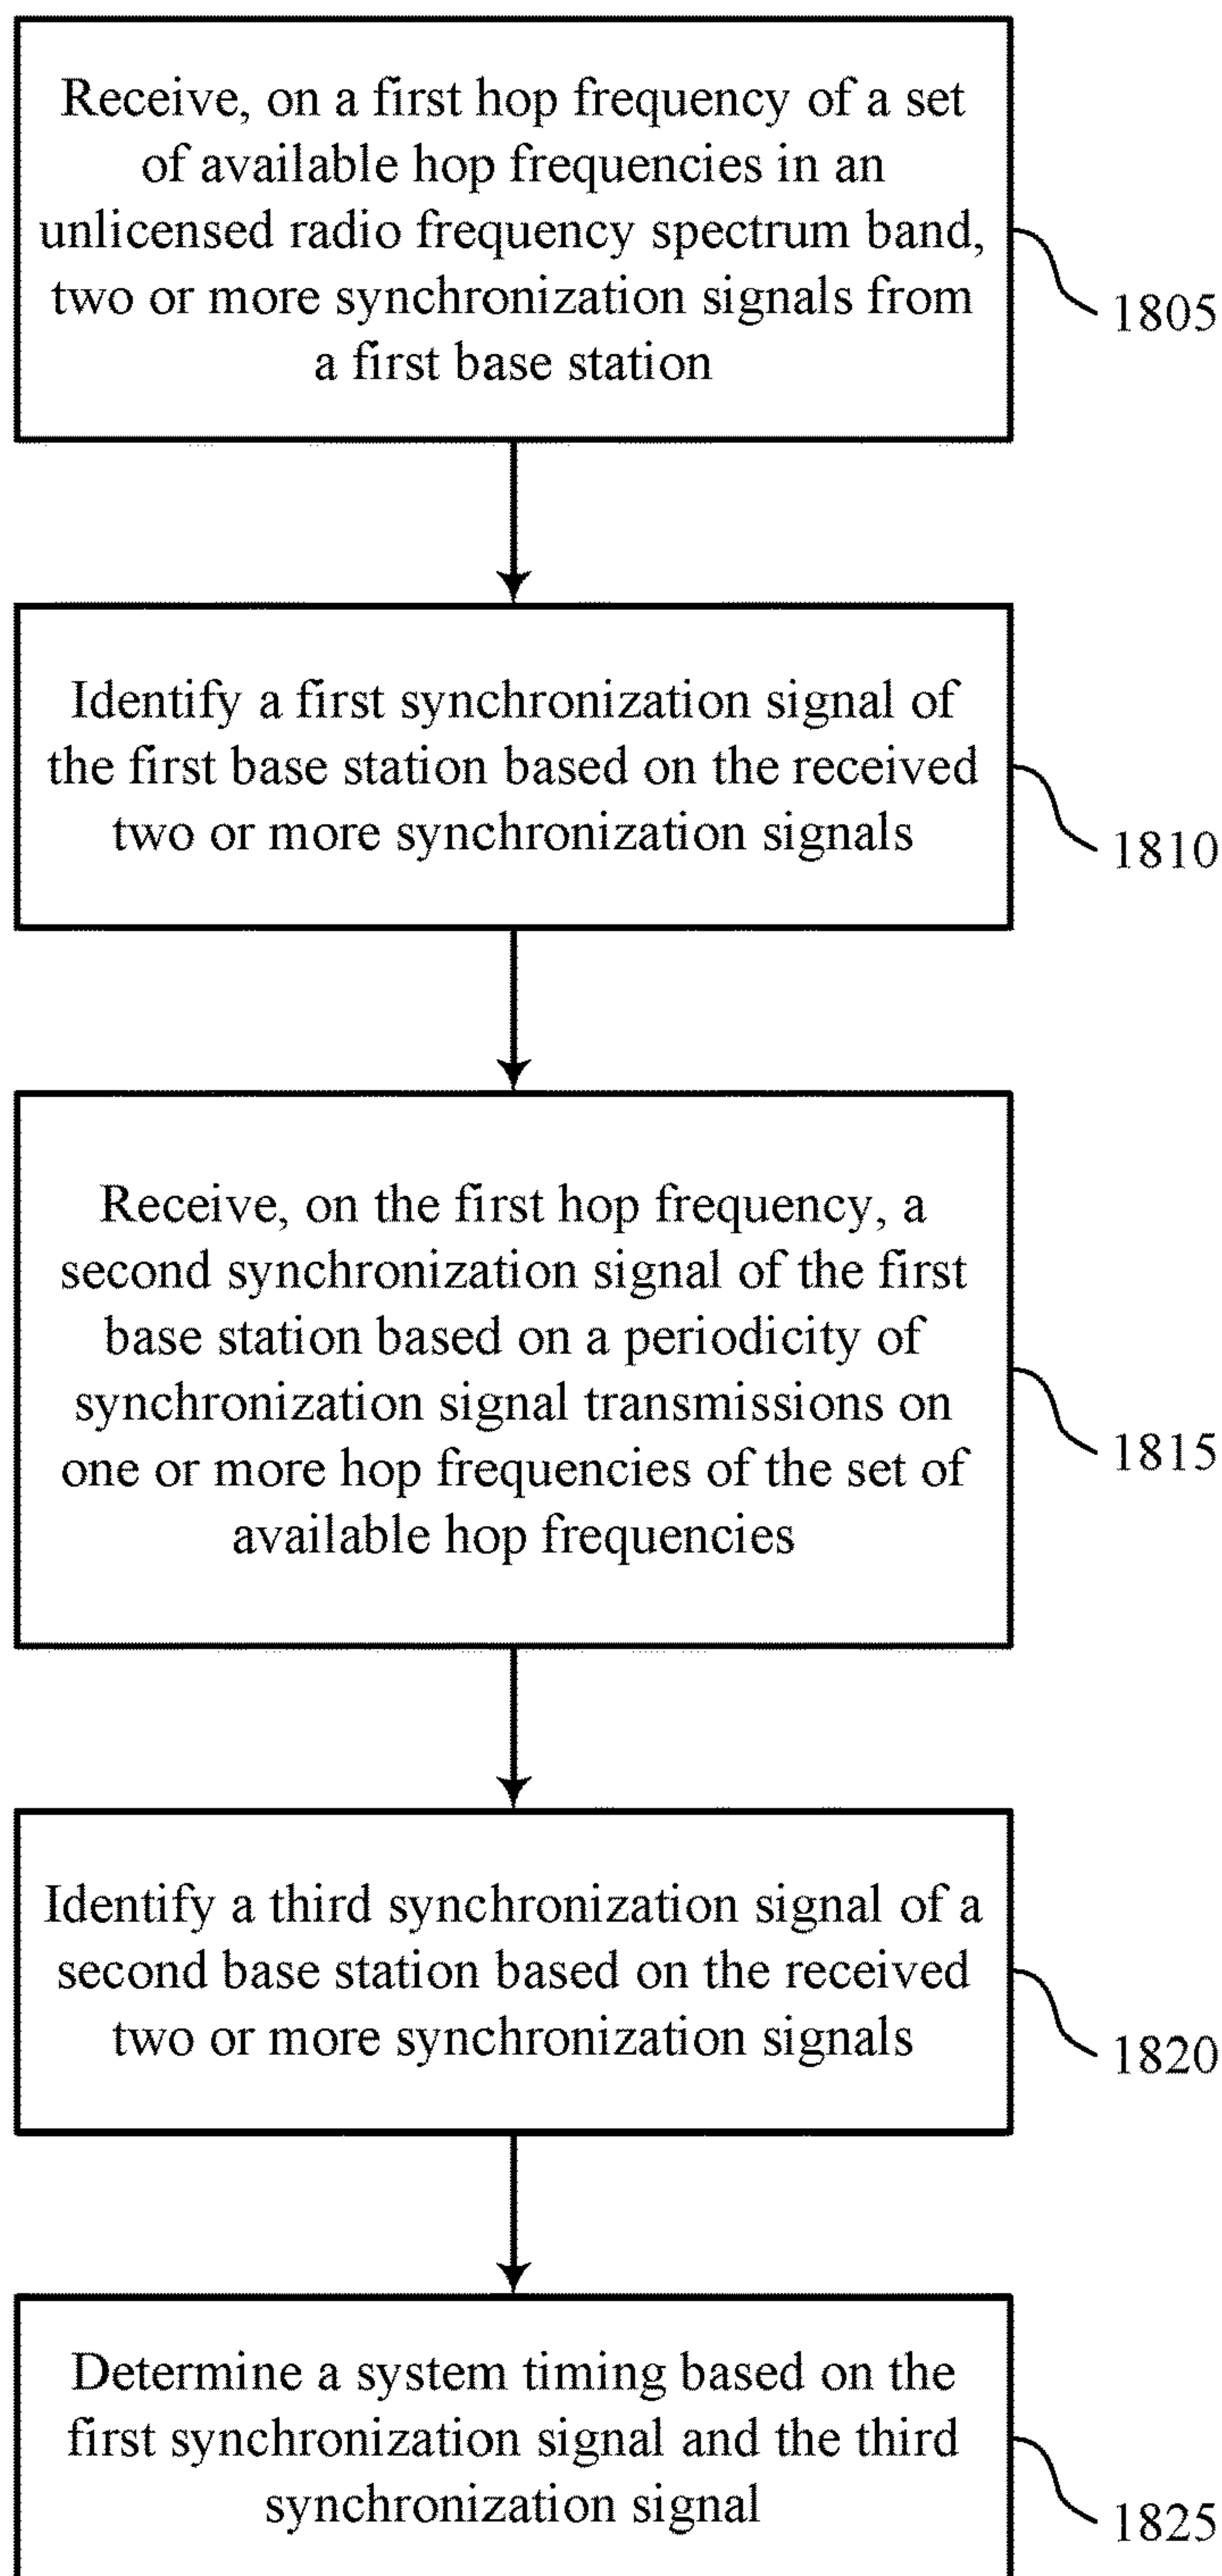 Receive, on a first hop frequency of a set
of available hop frequencies in an
unlicensed radio frequency spectrum band,
two or more synchronization signals from
a first base station
1805
Identify a first synchronization signal of
the first base station based on the received
two or more synchronization signals
1810
Receive, on the first hop frequency, a
second synchronization signal of the first
base station based on a periodicity of
synchronization signal transmissions on
one or more hop frequencies of the set of
available hop frequencies
1815
Identify a third synchronization signal of a
second base station based on the received
two or more synchronization signals
1820
Determine a system timing based on the
first synchronization signal and the third
synchronization signal
1825